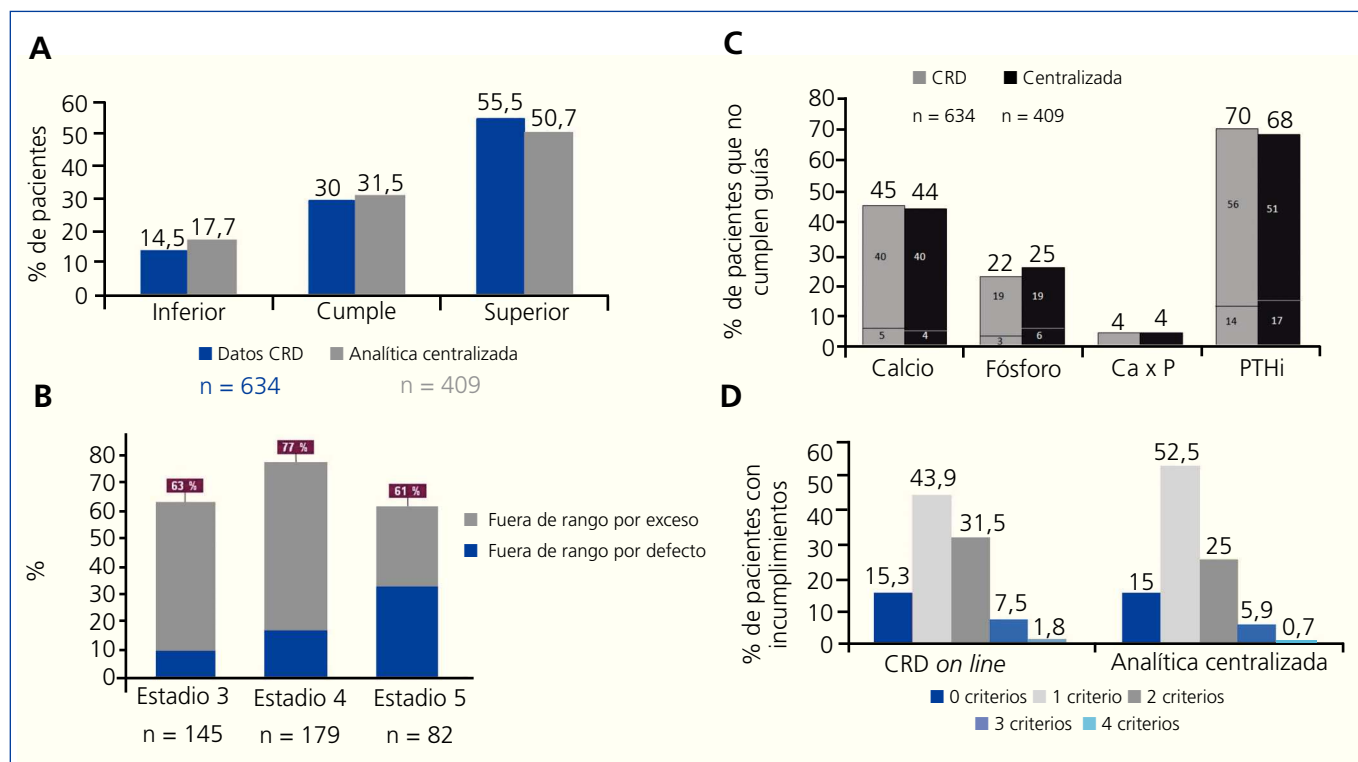 A
% de pacientes
60
50
40
30
20
10
0
14,5
17,7
30
31,5
55,5
50,7
Inferior
Cumple
Superior
Datos CRD
Analítica centralizada
n = 634
n = 409
B
%
80
70
60
50
40
30
20
10
0
63 %
77 %
61 %
Fuera de rango por exceso
Fuera de rango por defecto
Estadio 3
Estadio 4
Estadio 5
n = 145
n = 179
n = 82
C
CRD
Centralizada
n = 634
n = 409
% de pacientes que no
cumplen guías
80
70
60
50
40
30
20
10
0
45
44
40
40
5
4
22
25
19
19
3
6
4
4
70
68
56
51
14
17
Calcio
Fósforo
Ca x P
PTHi
D
% de pacientes con
incumplimientos
60
50
40
30
20
10
0
15,3
43,9
31,5
7,5
1,8
15
52,5
25
5,9
0,7
CRD on line
Analítica centralizada
0 criterios
1 criterio
2 criterios
3 criterios
4 criterios